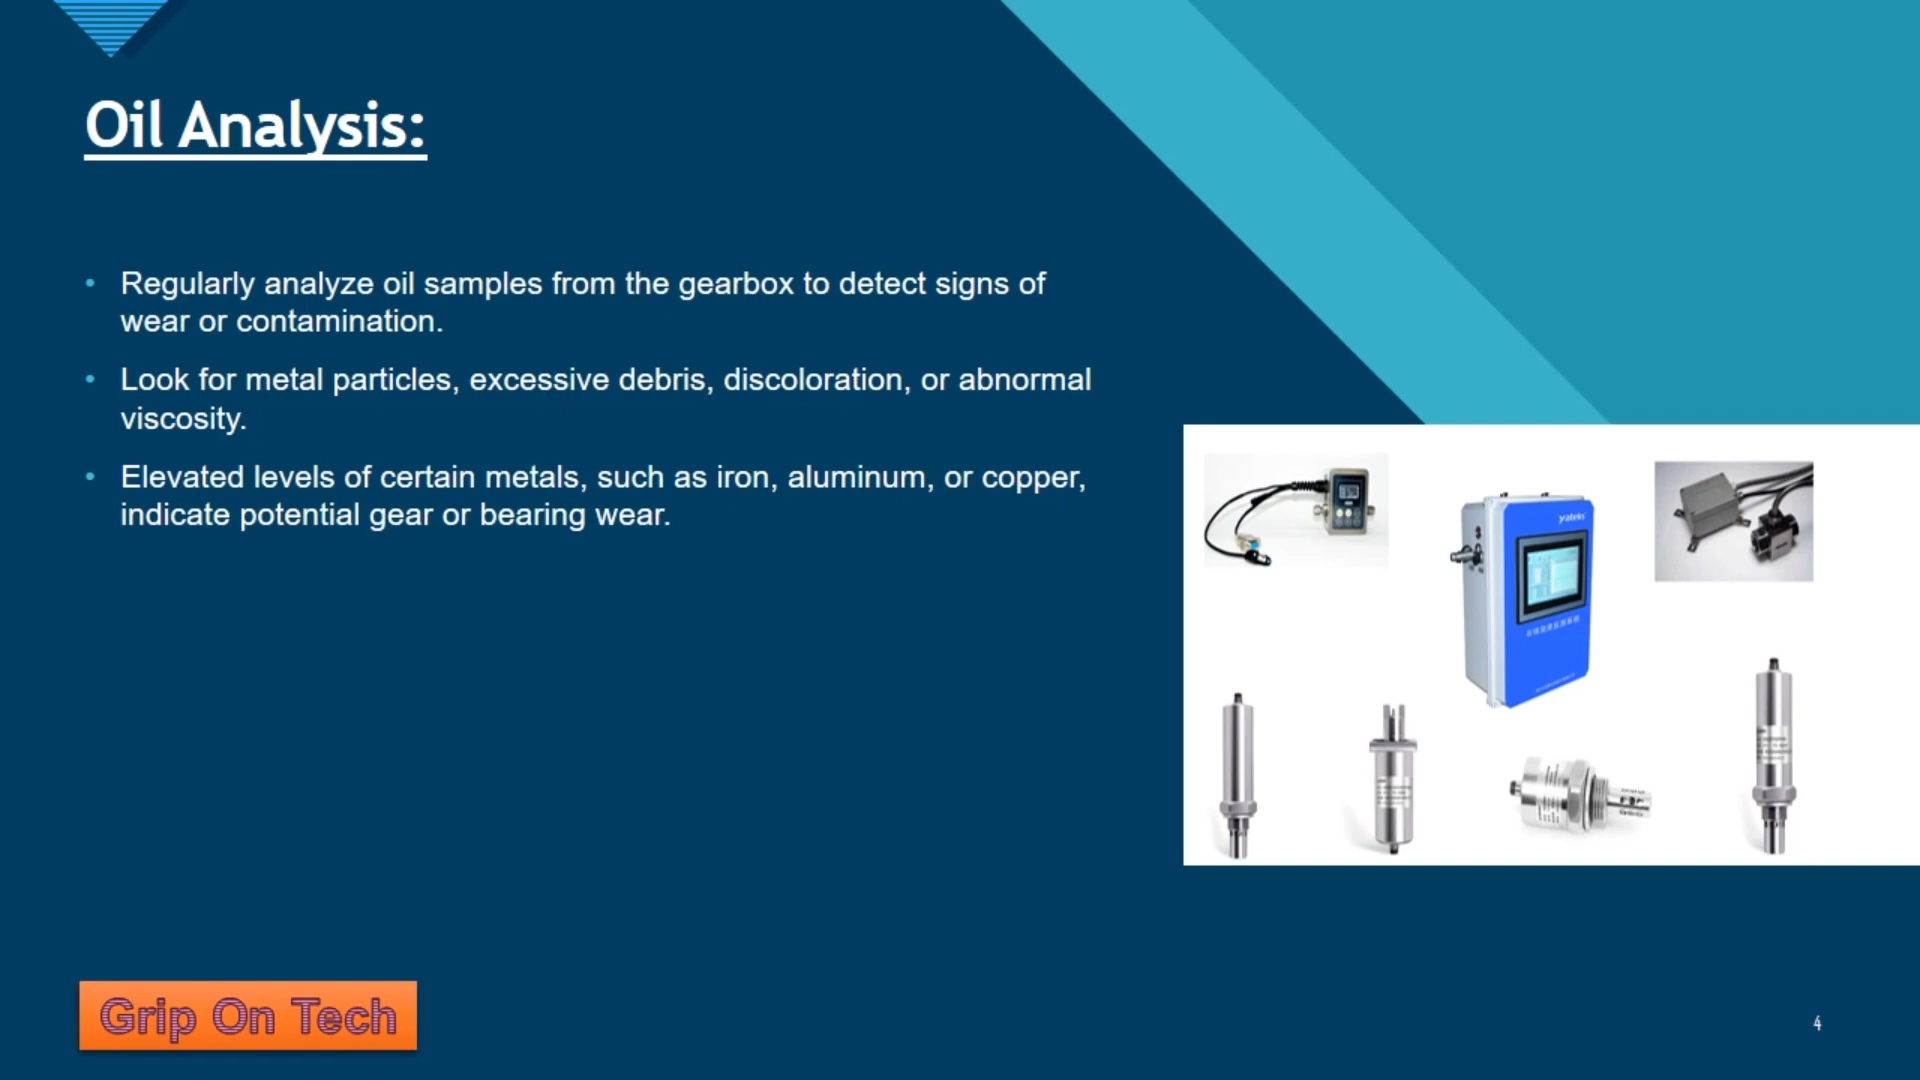 Oil Analysis:
• Regularly analyze oil samples from the gearbox to detect signs of
wear or contamination.
• Look for metal particles, excessive debris, discoloration, or abnormal
viscosity.
• Elevated levels of certain metals, such as iron, aluminum, or copper,
indicate potential gear or bearing wear.
yateks
Grip On Tech
4